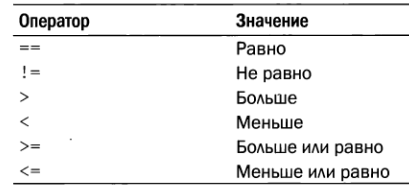 Оператор Значение
== Равно
!= Не равно
> Больше
< Меньше
>= Больше или равно
<= Меньше или равно